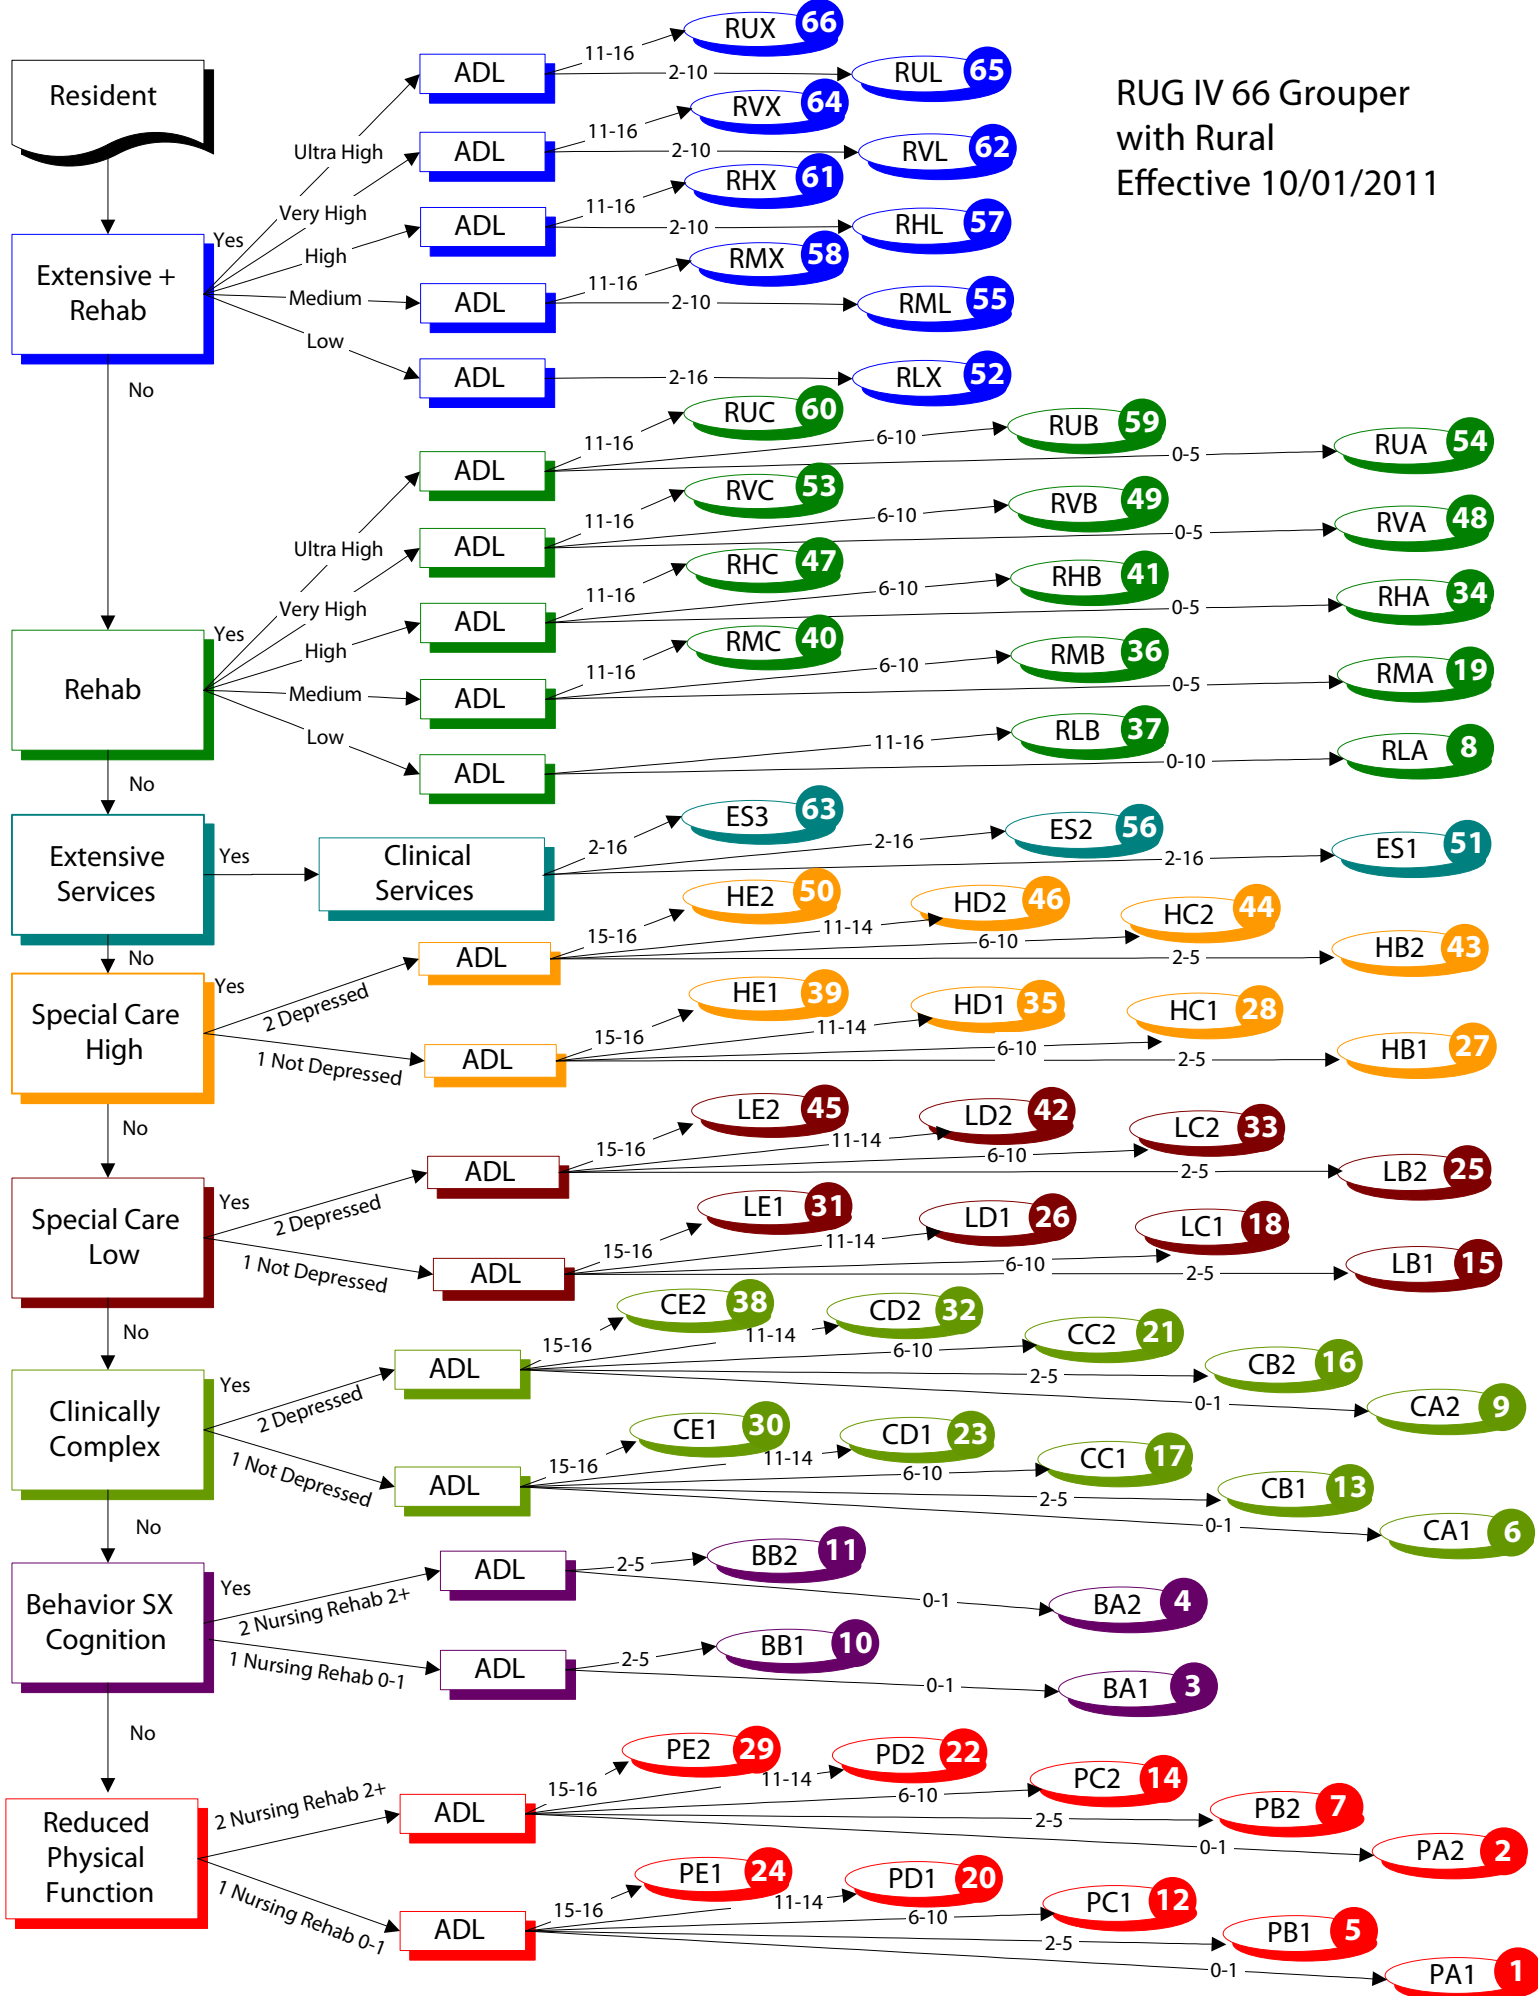 RUG IV 66 Grouper
with Rural
Effective 10/01/2011
Resident
Extensive +
Rehab
Yes
No
Ultra High
ADL
11-16
RUX 66
2-10
RUL 65
Very High
ADL
11-16
RVX 64
2-10
RVL 62
High
ADL
11-16
RHX 61
2-10
RHL 57
Medium
ADL
11-16
RMX 58
2-10
RML 55
Low
ADL
2-16
RLX 52
Rehab
Yes
No
Ultra High
ADL
11-16
RUC 60
6-10
RUB 59
0-5
RUA 54
Very High
ADL
11-16
RVC 53
6-10
RVB 49
0-5
RVA 48
High
ADL
11-16
RHC 47
6-10
RHB 41
0-5
RHA 34
Medium
ADL
11-16
RMC 40
6-10
RMB 36
0-5
RMA 19
Low
ADL
11-16
RLB 37
0-10
RLA 8
Extensive
Services
Yes
No
Clinical
Services
2-16
ES3 63
2-16
ES2 56
2-16
ES1 51
Special Care
High
Yes
No
2 Depressed
ADL
15-16
HE2 50
11-14
HD2 46
6-10
HC2 44
2-5
HB2 43
1 Not Depressed
ADL
15-16
HE1 39
11-14
HD1 35
6-10
HC1 28
2-5
HB1 27
Special Care
Low
Yes
No
2 Depressed
ADL
15-16
LE2 45
11-14
LD2 42
6-10
LC2 33
2-5
LB2 25
1 Not Depressed
ADL
15-16
LE1 31
11-14
LD1 26
6-10
LC1 18
2-5
LB1 15
Clinically
Complex
Yes
No
2 Depressed
ADL
15-16
CE2 38
11-14
CD2 32
6-10
CC2 21
2-5
CB2 16
0-1
CA2 9
1 Not Depressed
ADL
15-16
CE1 30
11-14
CD1 23
6-10
CC1 17
2-5
CB1 13
0-1
CA1 6
Behavior SX
Cognition
Yes
No
2 Nursing Rehab 2+
ADL
2-5
BB2 11
0-1
BA2 4
1 Nursing Rehab 0-1
ADL
2-5
BB1 10
0-1
BA1 3
Reduced
Physical
Function
2 Nursing Rehab 2+
ADL
15-16
PE2 29
11-14
PD2 22
6-10
PC2 14
2-5
PB2 7
0-1
PA2 2
1 Nursing Rehab 0-1
ADL
15-16
PE1 24
11-14
PD1 20
6-10
PC1 12
2-5
PB1 5
0-1
PA1 1